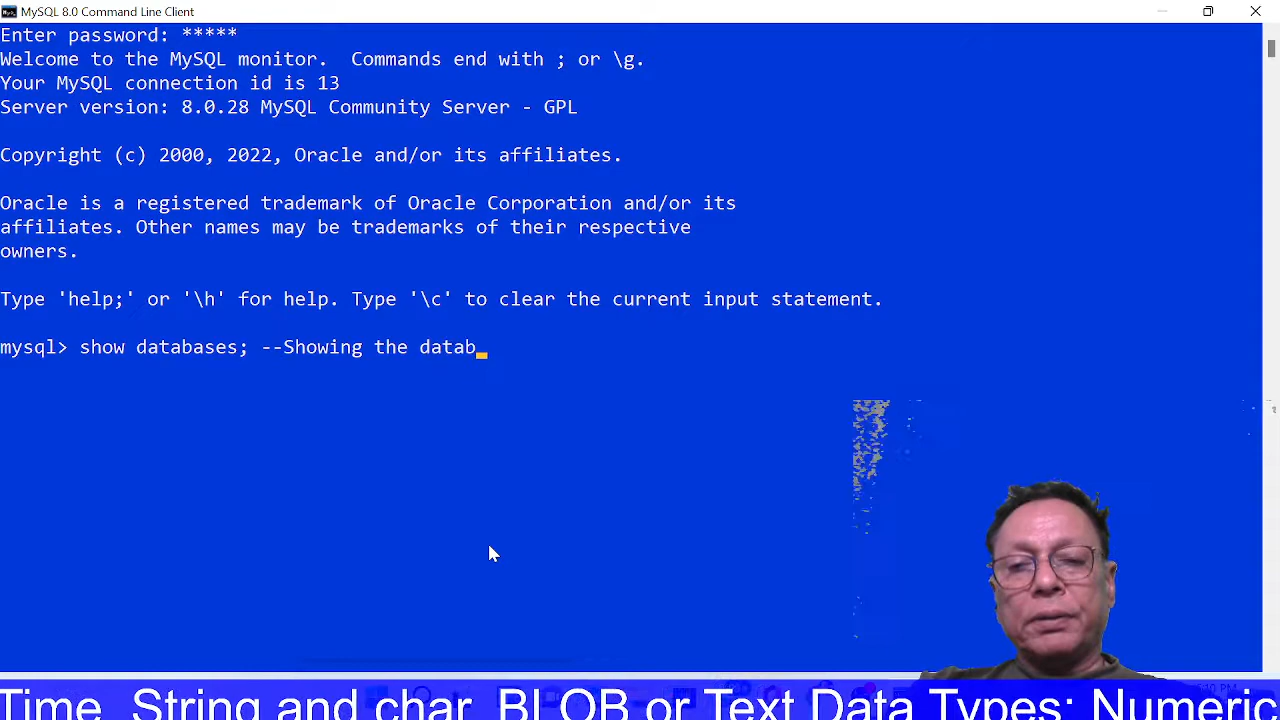 MySQL 8.0 Command Line Client
Enter password: *****
Welcome to the MySQL monitor.  Commands end with ; or \g.
Your MySQL connection id is 13
Server version: 8.0.28 MySQL Community Server - GPL
Copyright (c) 2000, 2022, Oracle and/or its affiliates.
Oracle is a registered trademark of Oracle Corporation and/or its
affiliates. Other names may be trademarks of their respective
owners.
Type 'help;' or '\h' for help. Type '\c' to clear the current input statement.
mysql> show databases; --Showing the datab
Time, String and char, BLOB or Text Data Types; Numeric